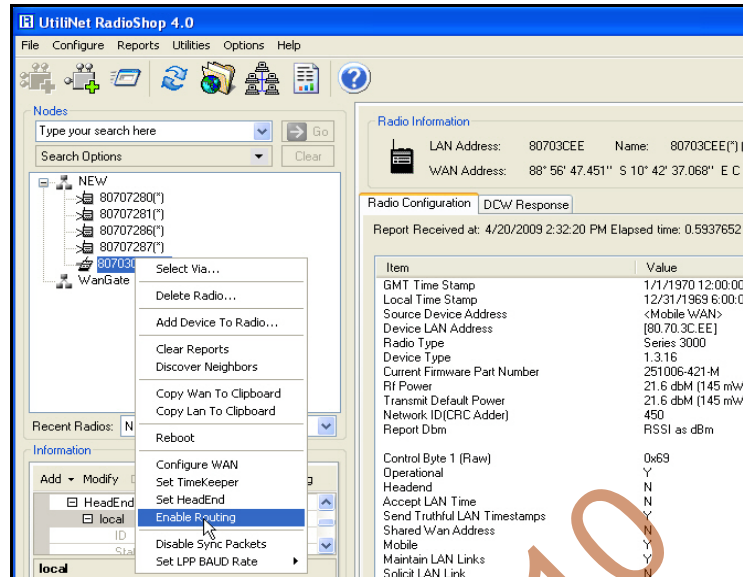 UtiliNet RadioShop 4.0
File Configure Reports Utilities Options Help
Nodes
Type your search here
Go
Search Options
Clear
NEW
80707280(*)
80707281(*)
80707286(*)
80707287(*)
807030
WanGate
Select Via...
Delete Radio...
Add Device To Radio...
Clear Reports
Discover Neighbors
Copy Wan To Clipboard
Copy Lan To Clipboard
Reboot
Configure WAN
Set TimeKeeper
Set HeadEnd
Enable Routing
Disable Sync Packets
Set LPP BAUD Rate
Recent Radios: N
Information
Add Modify
HeadEnd
local
ID
local
Radio Information
LAN Address: 80703CEE Name: 80703CEE(*)
WAN Address: 88° 56' 47.451'' S 10° 42' 37.068'' E C
Radio Configuration DCW Response
Report Received at: 4/20/2009 2:32:20 PM Elapsed time: 0.5937652
Item Value
GMT Time Stamp 1/1/1970 12:00:00
Local Time Stamp 12/31/1969 6:00:0
Source Device Address <Mobile WAN>
Device LAN Address [80.70.3C.EE]
Radio Type Series 3000
Device Type 1.3.16
Current Firmware Part Number 251006-421-M
Rf Power 21.6 dbM (145 mW
Transmit Default Power 21.6 dbM (145 mW
Network ID(CRC Adder) 450
Report Dbm RSSI as dBm
Control Byte 1 (Raw) 0x69
Operational Y
Headend N
Accept LAN Time N
Send Truthful LAN Timestamps Y
Shared Wan Address N
Mobile Y
Maintain LAN Links Y
Solicit LAN Link N